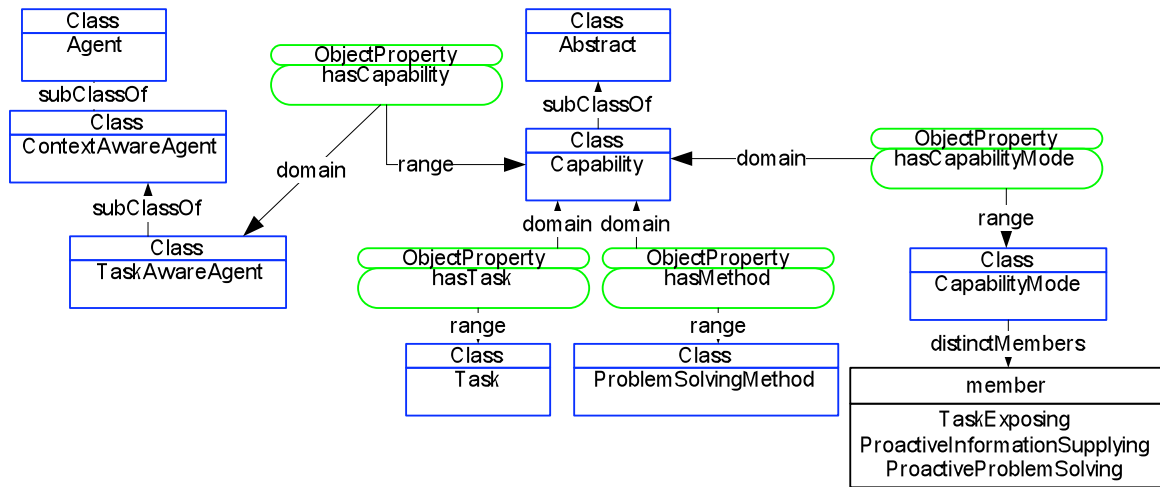 Class
Agent
subClassOf
Class
ContextAwareAgent
subClassOf
Class
TaskAwareAgent
ObjectProperty
hasCapability
domain
range
Class
Abstract
subClassOf
Class
Capability
domain
ObjectProperty
hasCapabilityMode
range
Class
CapabilityMode
distinctMembers
member
TaskExposing
ProactiveInformationSupplying
ProactiveProblemSolving
domain
domain
ObjectProperty
hasTask
range
Class
Task
ObjectProperty
hasMethod
range
Class
ProblemSolvingMethod